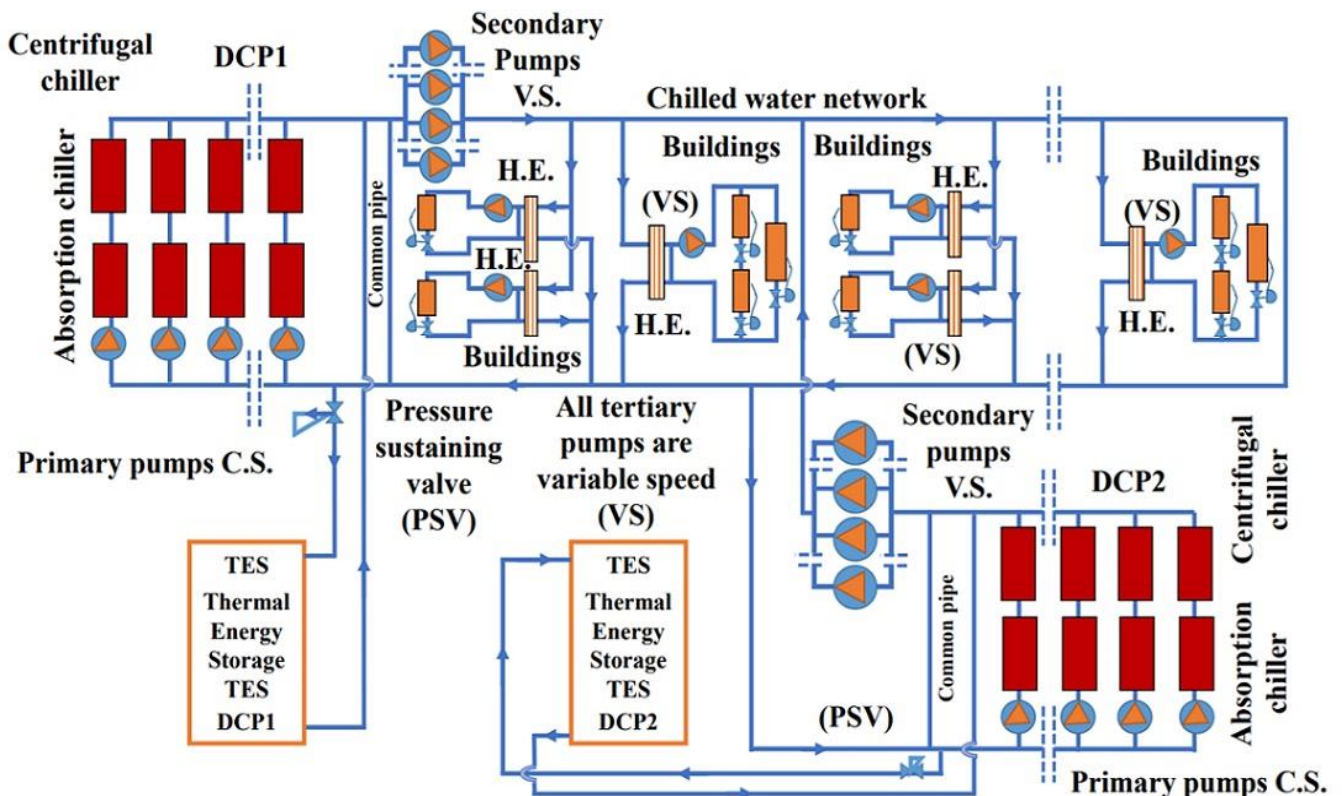 Centrifugal
chiller
DCP1
Secondary
Pumps
V.S.
Chilled water network
Absorption chiller
Common pipe
H.E.
H.E.
Buildings
Buildings
(VS)
H.E.
Buildings
H.E.
(VS)
Buildings
(VS)
H.E.
Primary pumps C.S.
Pressure
sustaining
valve
(PSV)
All tertiary
pumps are
variable speed
(VS)
Secondary
pumps
V.S.
DCP2
Centrifugal
chiller
Absorption
chiller
Common pipe
TES
Thermal
Energy
Storage
TES
DCP1
TES
Thermal
Energy
Storage
TES
DCP2
(PSV)
Primary pumps C.S.